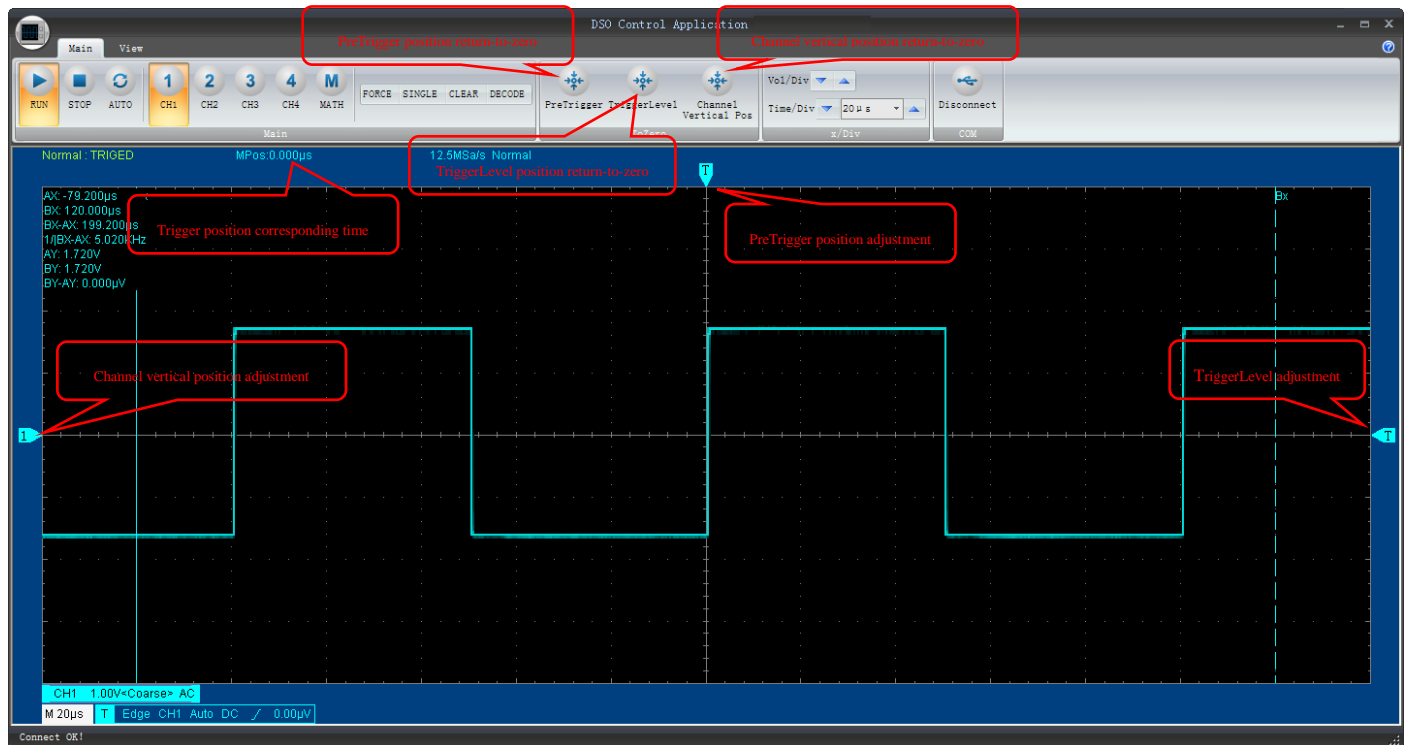 DSO Control Application
Main View
PreTrigger position return-to-zero
Channel vertical position return-to-zero
1 2 3 4 M
RUN STOP AUTO CH1 CH2 CH3 CH4 MATH
FORCE SINGLE CLEAR DECODE
PreTrigger TriggerLevel Channel
Vertical Pos
Vol/Div
Time/Div 20μs
Disconnect
Main ToZero x/Div COM
Normal : TRIGED MPos:0.000μs 12.5MSa/s Normal
TriggerLevel position return-to-zero
T
AX: -79.200μs
BX: 120.000μs
BX-AX: 199.200μs
1/|BX-AX: 5.020KHz
AY: 1.720V
BY: 1.720V
BY-AY: 0.000μV
Bx
Trigger position corresponding time
PreTrigger position adjustment
Channel vertical position adjustment
TriggerLevel adjustment
1
T
CH1 1.00V<Coarse> AC
M 20μs T Edge CH1 Auto DC 0.00μV
Connect OK!